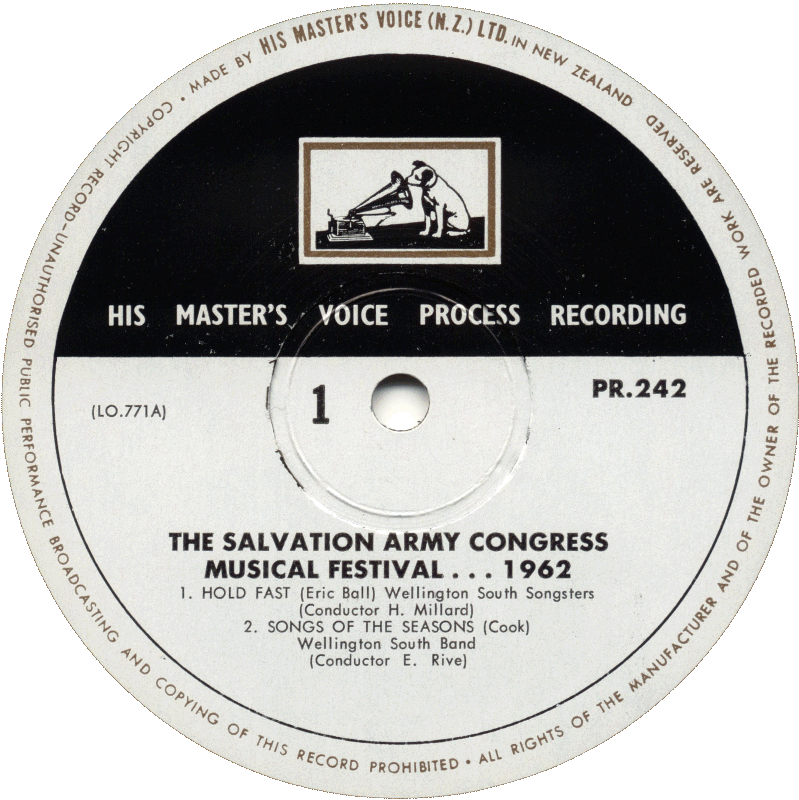 MADE BY HIS MASTER'S VOICE (N.Z.) LTD. IN NEW ZEALAND
ALL RIGHTS OF THE MANUFACTURER AND OF THE OWNER OF THE RECORDED WORK ARE RESERVED
COPYRIGHT RECORD-UNAUTHORISED PUBLIC PERFORMANCE BROADCASTING AND COPYING OF THIS RECORD PROHIBITED •
HIS MASTER'S VOICE PROCESS RECORDING
PR.242
(LO.771A)
1
THE SALVATION ARMY CONGRESS
MUSICAL FESTIVAL . . . 1962
1. HOLD FAST (Eric Ball) Wellington South Songsters
(Conductor H. Millard)
2. SONGS OF THE SEASONS (Cook)
Wellington South Band
(Conductor E. Rive)